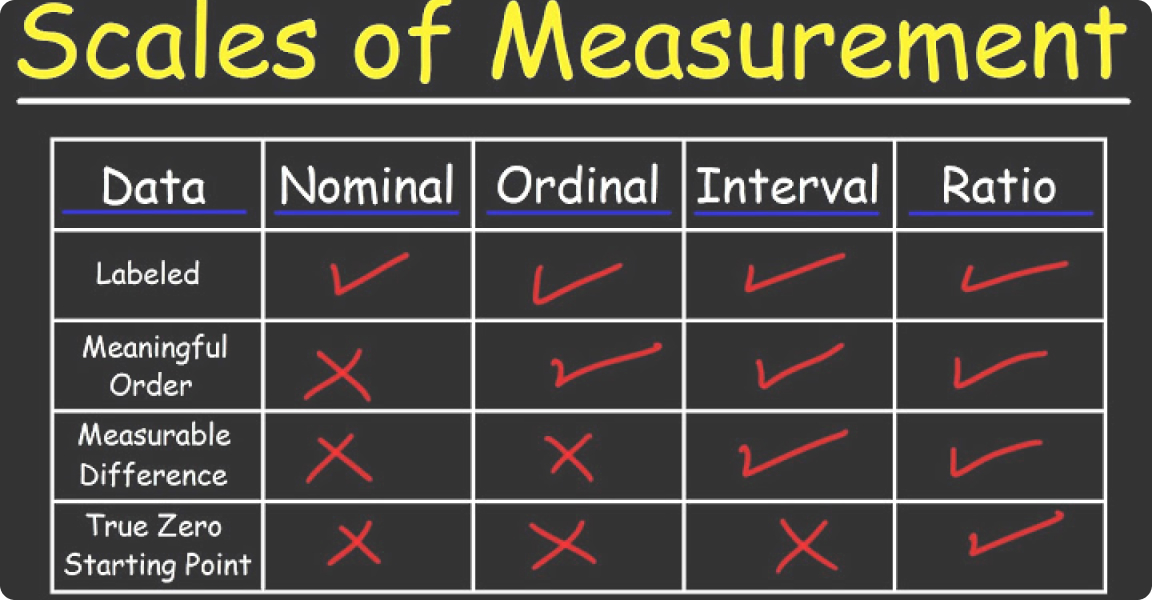 Scales of Measurement
Data Nominal Ordinal Interval Ratio
Labeled ✓ ✓ ✓ ✓
Meaningful
Order ✗ ✓ ✓ ✓
Measurable
Difference ✗ ✗ ✓ ✓
True Zero
Starting Point ✗ ✗ ✗ ✓